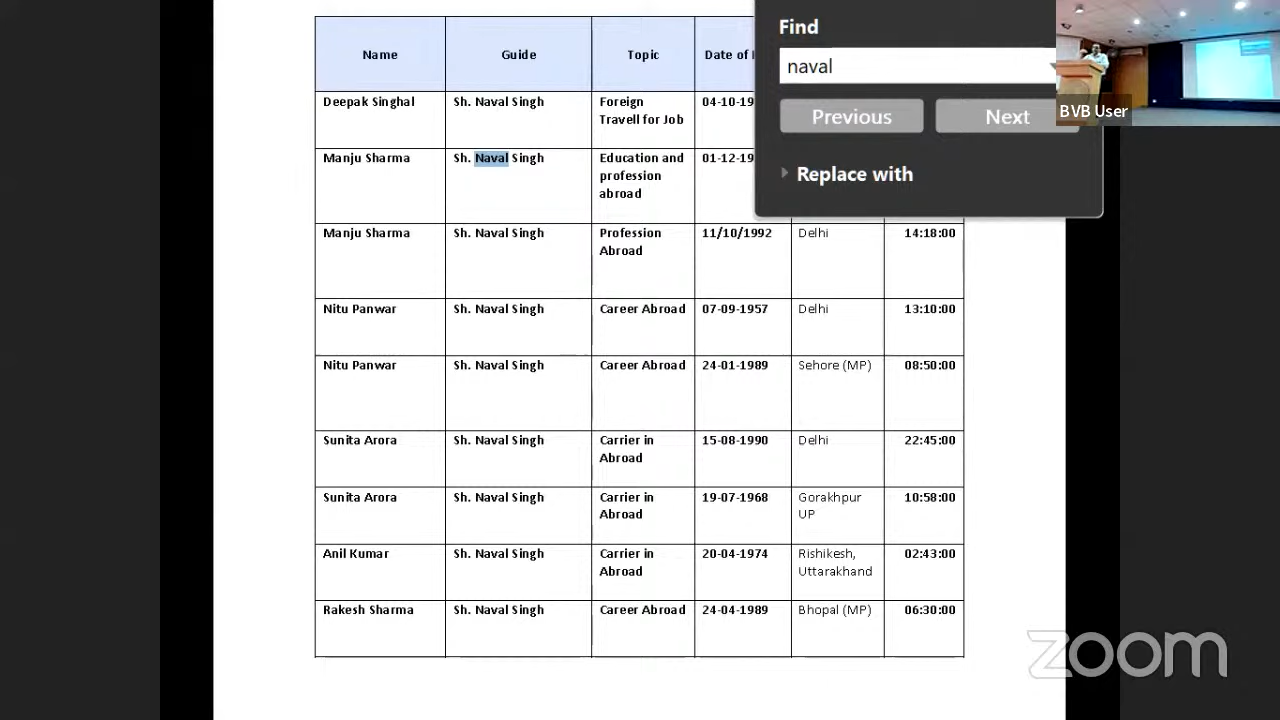 Find
naval
Previous
Next
Replace with
BVB User
Name Guide Topic Date of
Deepak Singhal Sh. Naval Singh Foreign 04-10-19
Travell for Job
Manju Sharma Sh. Naval Singh Education and 01-12-19
profession
abroad
Manju Sharma Sh. Naval Singh Profession 11/10/1992 Delhi 14:18:00
Abroad
Nitu Panwar Sh. Naval Singh Career Abroad 07-09-1957 Delhi 13:10:00
Nitu Panwar Sh. Naval Singh Career Abroad 24-01-1989 Sehore (MP) 08:50:00
Sunita Arora Sh. Naval Singh Carrier in 15-08-1990 Delhi 22:45:00
Abroad
Sunita Arora Sh. Naval Singh Carrier in 19-07-1968 Gorakhpur 10:58:00
Abroad UP
Anil Kumar Sh. Naval Singh Carrier in 20-04-1974 Rishikesh, 02:43:00
Abroad Uttarakhand
Rakesh Sharma Sh. Naval Singh Career Abroad 24-04-1989 Bhopal (MP) 06:30:00
zoom